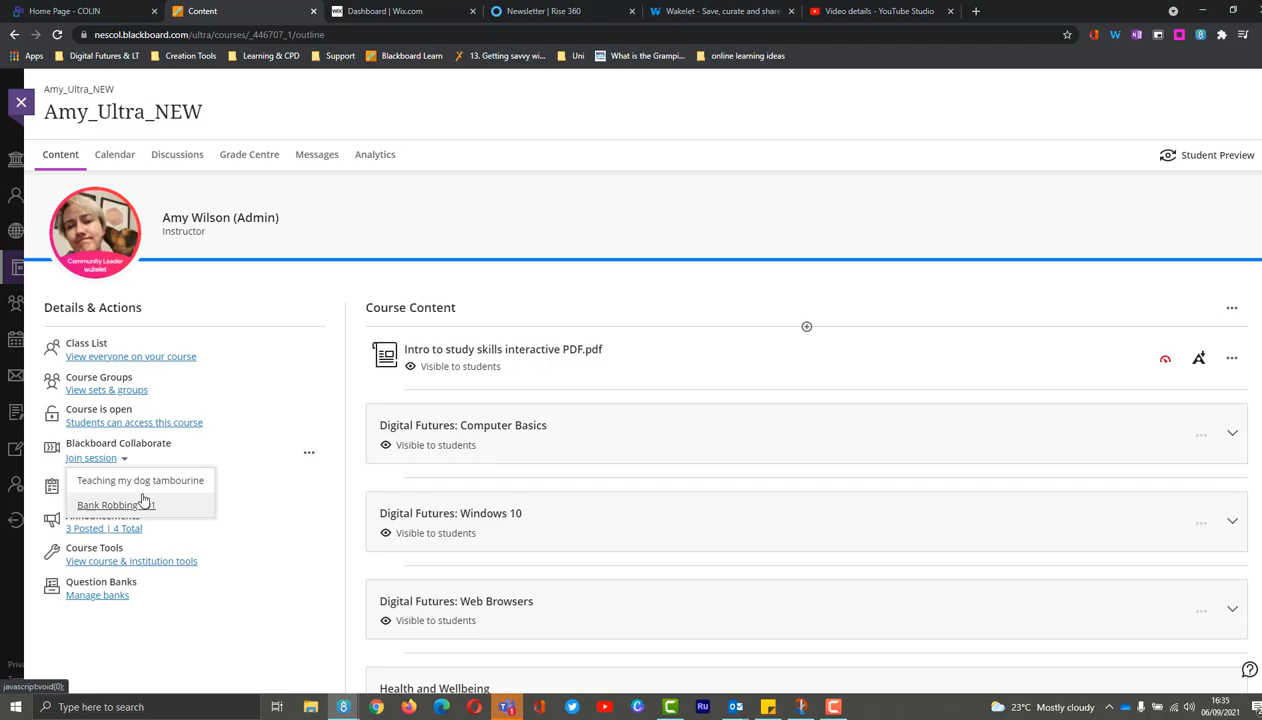 Home Page - COLIN
Content
Dashboard | Wix.com
Newsletter | Rise 360
Wakelet - Save, curate and share
Video details - YouTube Studio
nescol.blackboard.com/ultra/courses/_446707_1/outline
Digital Futures & LT
Creation Tools
Learning & CPD
Support
Blackboard Learn
13. Getting savvy wi...
Uni
What is the Grampi...
online learning ideas
Amy_Ultra_NEW
Amy_Ultra_NEW
Content
Calendar
Discussions
Grade Centre
Messages
Analytics
Student Preview
Amy Wilson (Admin)
Instructor
Community Leader
wakelet
Details & Actions
Class List
View everyone on your course
Course Groups
View sets & groups
Course is open
Students can access this course
Blackboard Collaborate
Join session
Teaching my dog tambourine
Bank Robbing
Announcements
3 Posted | 4 Total
Course Tools
View course & institution tools
Question Banks
Manage banks
Course Content
Intro to study skills interactive PDF.pdf
Visible to students
Digital Futures: Computer Basics
Visible to students
Digital Futures: Windows 10
Visible to students
Digital Futures: Web Browsers
Visible to students
Health and Wellbeing
javascript:void(0);
Type here to search
23°C Mostly cloudy
16:35
06/09/2021